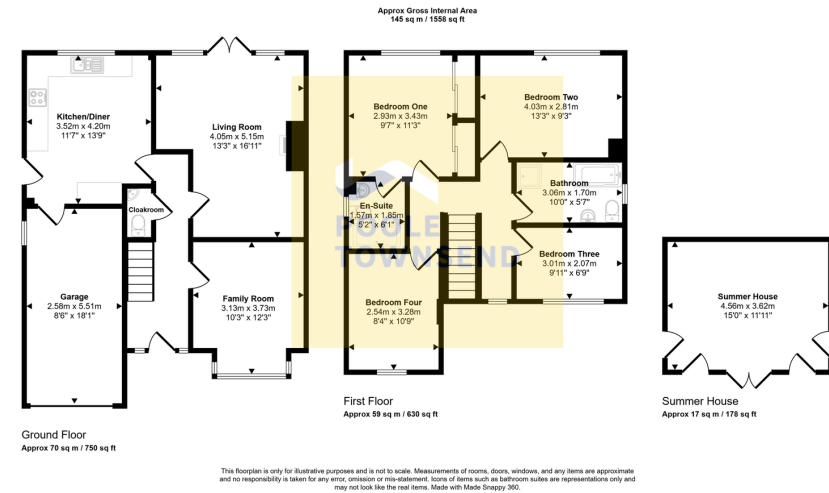 Approx Gross Internal Area
145 sq m / 1558 sq ft
Kitchen/Diner
3.52m x 4.20m
11'7" x 13'9"
Living Room
4.05m x 5.15m
13'3" x 16'11"
Cloakroom
Garage
2.58m x 5.51m
8'6" x 18'1"
Family Room
3.13m x 3.73m
10'3" x 12'3"
Ground Floor
Approx 70 sq m / 750 sq ft
Bedroom One
2.93m x 3.43m
9'7" x 11'3"
Bedroom Two
4.03m x 2.81m
13'3" x 9'3"
En-Suite
1.57m x 1.85m
5'2" x 6'1"
Bathroom
3.06m x 1.70m
10'0" x 5'7"
POOLE
TOWNSEND
Bedroom Three
3.01m x 2.07m
9'11" x 6'9"
Bedroom Four
2.54m x 3.28m
8'4" x 10'9"
First Floor
Approx 59 sq m / 630 sq ft
Summer House
4.56m x 3.62m
15'0" x 11'11"
Summer House
Approx 17 sq m / 178 sq ft
This floorplan is only for illustrative purposes and is not to scale. Measurements of rooms, doors, windows, and any items are approximate
and no responsibility is taken for any error, omission or mis-statement. Icons of items such as bathroom suites are representations only and
may not look like the real items. Made with Made Snappy 360.